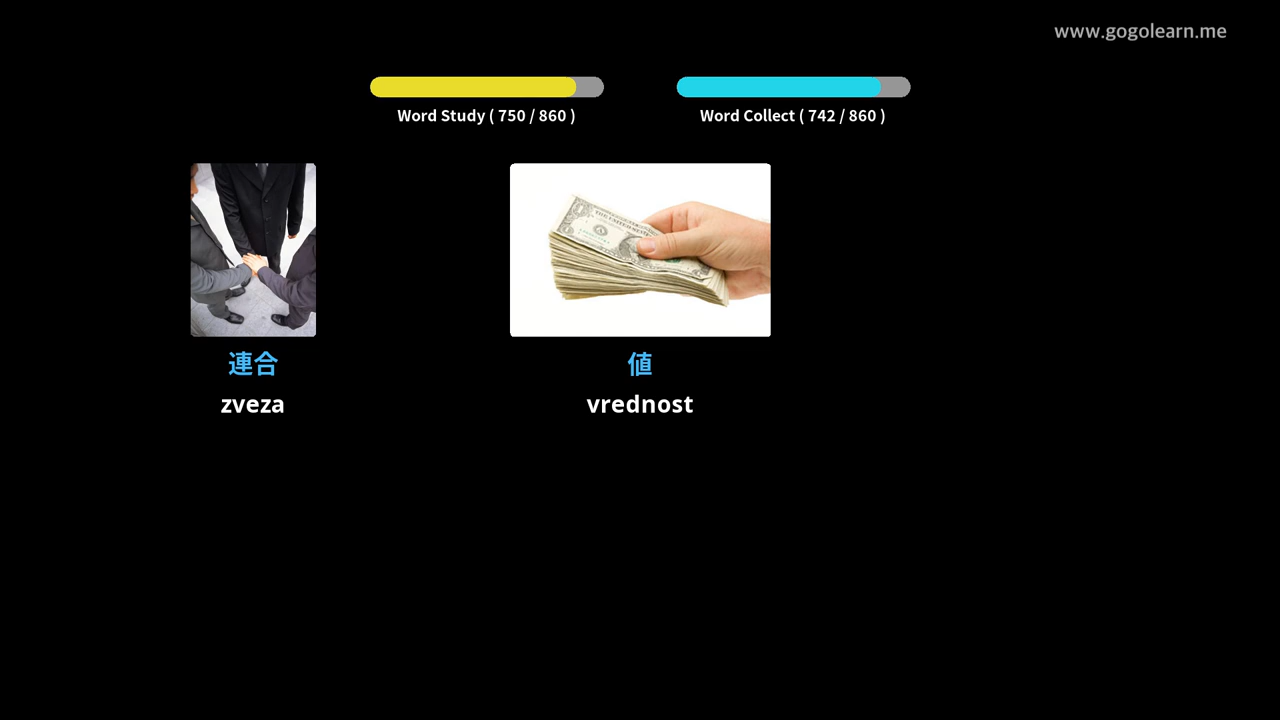 www.gogolearn.me
Word Study ( 750 / 860 )
Word Collect ( 742 / 860 )
連合
zveza
値
vrednost